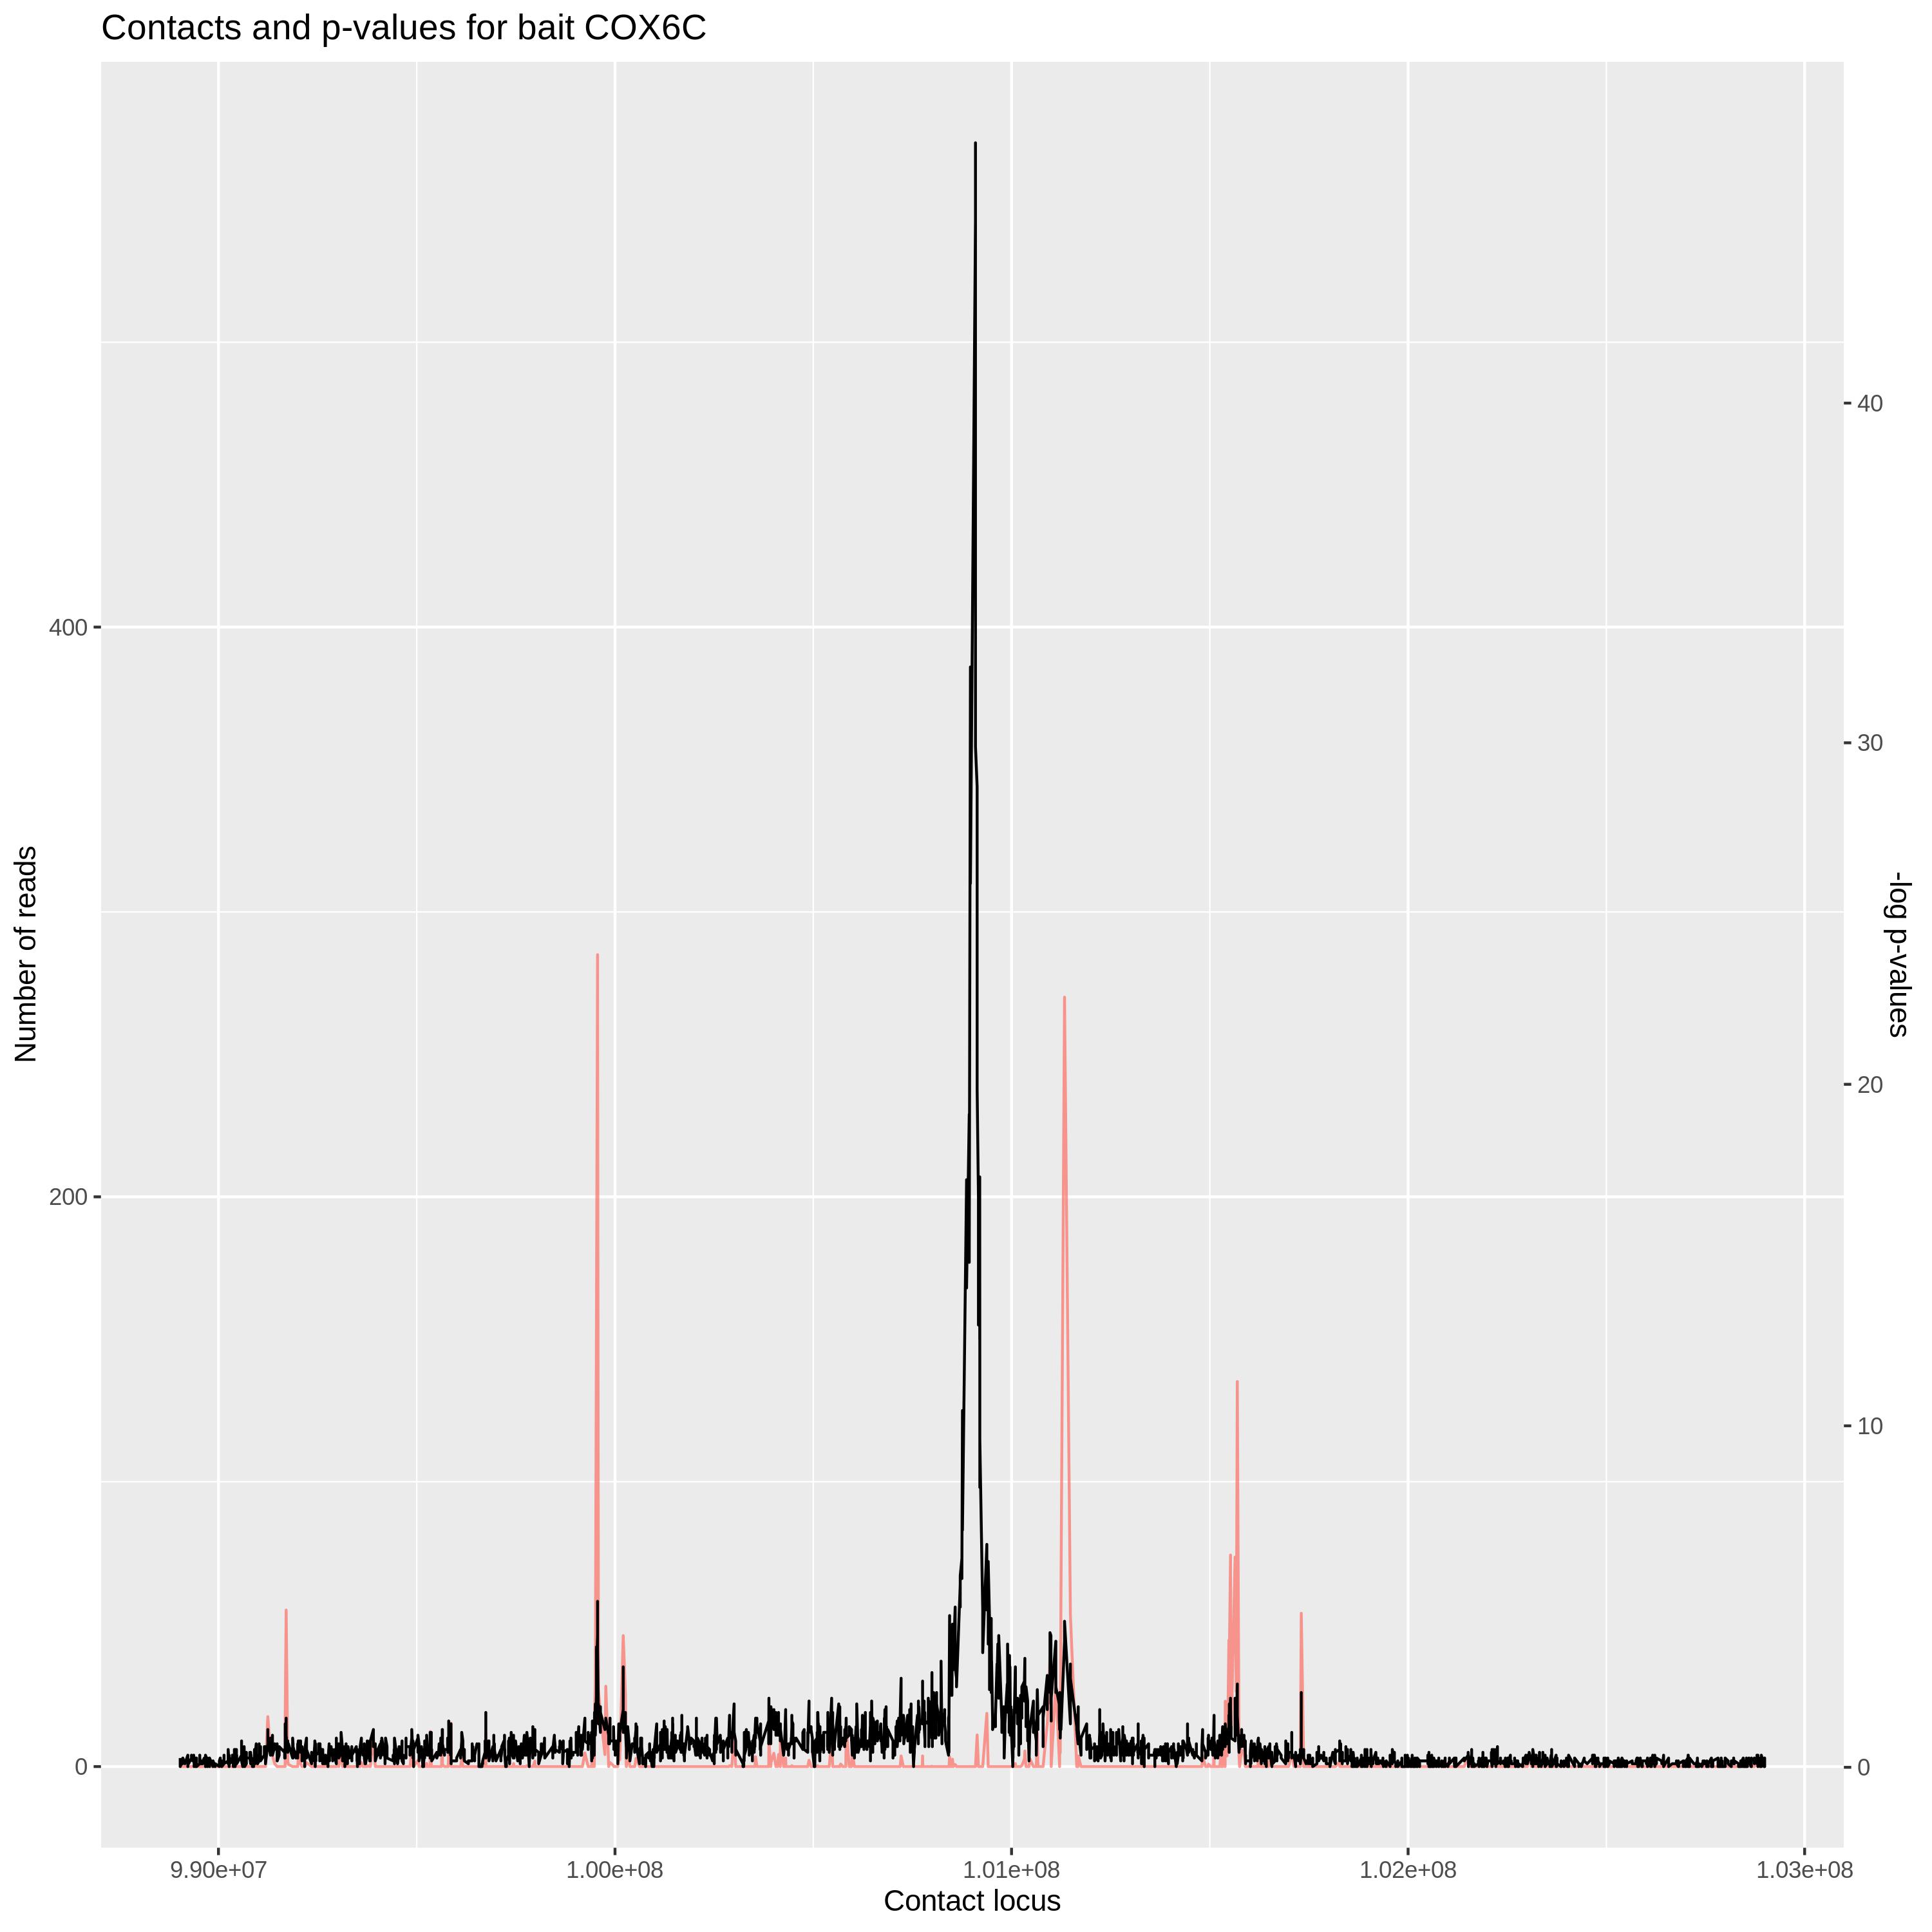 Contacts and p-values for bait COX6C
Number of reads
400
200
0
40
30
20
10
0
-log p-values
9.90e+07
1.00e+08
1.01e+08
1.02e+08
1.03e+08
Contact locus